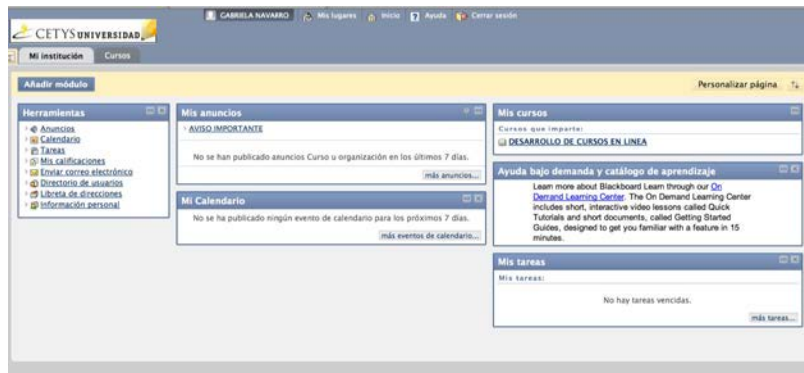 GABRIELA NAVARRO Mis lugares Inicio Ayuda Cerrar sesión
CETYS UNIVERSIDAD
Mi institución Cursos
Añadir módulo Personalizar página
Herramientas
Anuncios
Calendario
Tareas
Mis calificaciones
Enviar correo electrónico
Directorio de usuarios
Libreta de direcciones
Información personal
Mis anuncios
AVISO IMPORTANTE
No se han publicado anuncios Curso u organización en los últimos 7 días.
más anuncios...
Mi Calendario
No se ha publicado ningún evento de calendario para los próximos 7 días.
más eventos de calendario...
Mis cursos
Cursos que imparte:
DESARROLLO DE CURSOS EN LINEA
Ayuda bajo demanda y catálogo de aprendizaje
Learn more about Blackboard Learn through our On
Demand Learning Center. The On Demand Learning Center
includes short, interactive video lessons called Quick
Tutorials and short documents, called Getting Started
Guides, designed to get you familiar with a feature in 15
minutes.
Mis tareas
Mis tareas:
No hay tareas vencidas.
más tareas...